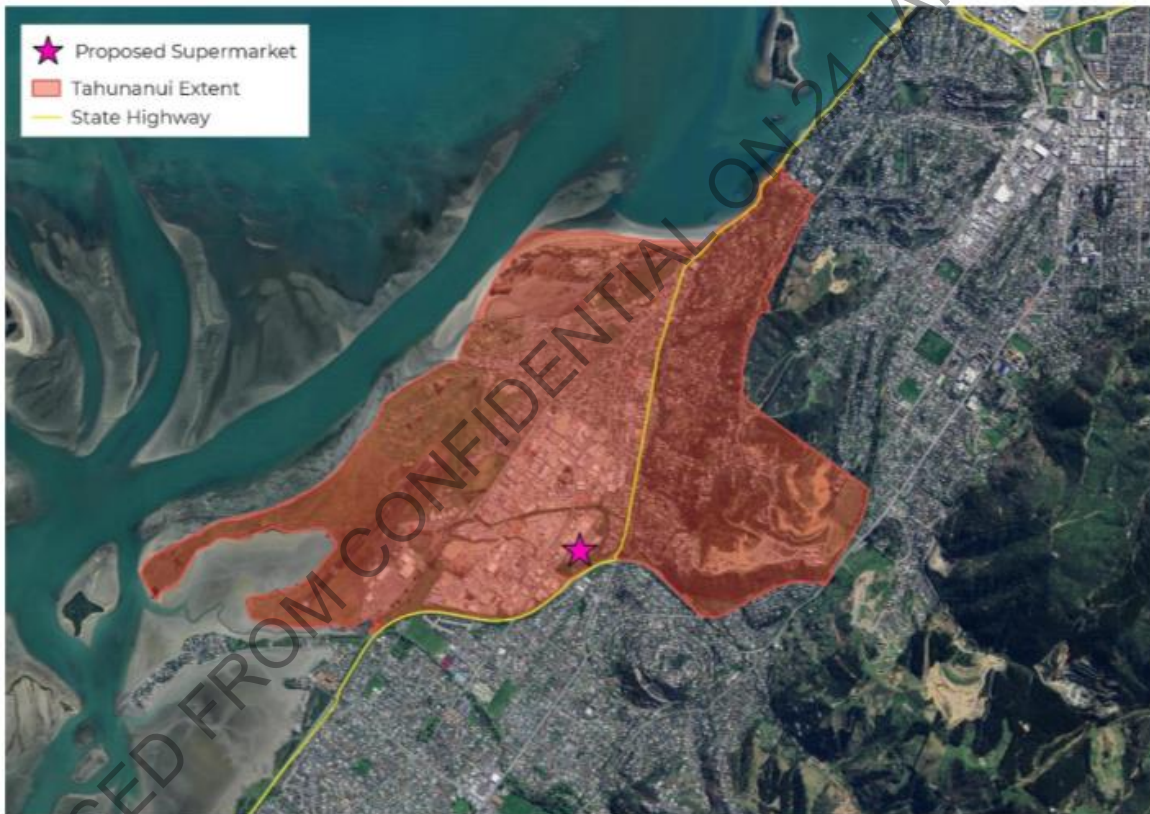 Proposed Supermarket
Tahunanui Extent
State Highway
FROM CONFIDENTIAL ON 24